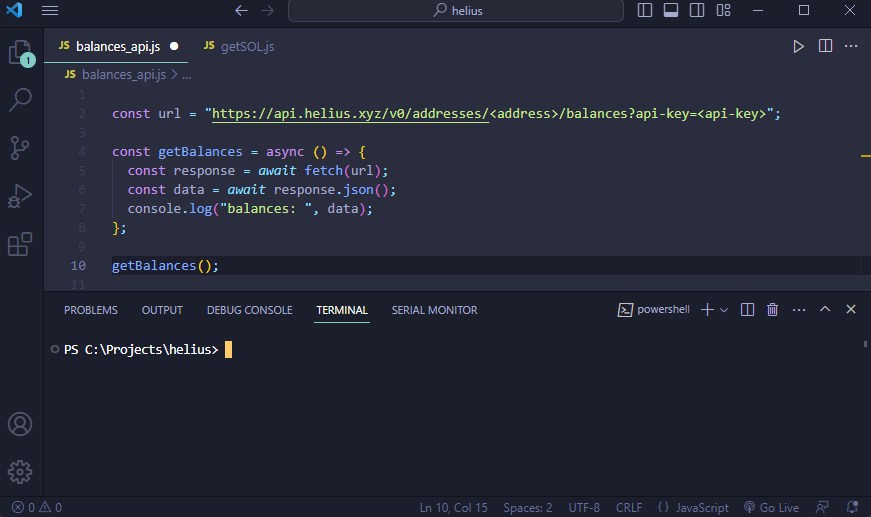 helius
JS balances_api.js JS getSOL.js
JS balances_api.js > ...
1
2 const url = "https://api.helius.xyz/v0/addresses/<address>/balances?api-key=<api-key>";
3
4 const getBalances = async () => {
5 const response = await fetch(url);
6 const data = await response.json();
7 console.log("balances: ", data);
8 };
9
10 getBalances();
11
1
PROBLEMS OUTPUT DEBUG CONSOLE TERMINAL SERIAL MONITOR powershell
PS C:\Projects\helius>
0 0 Ln 10, Col 15 Spaces: 2 UTF-8 CRLF {} JavaScript Go Live